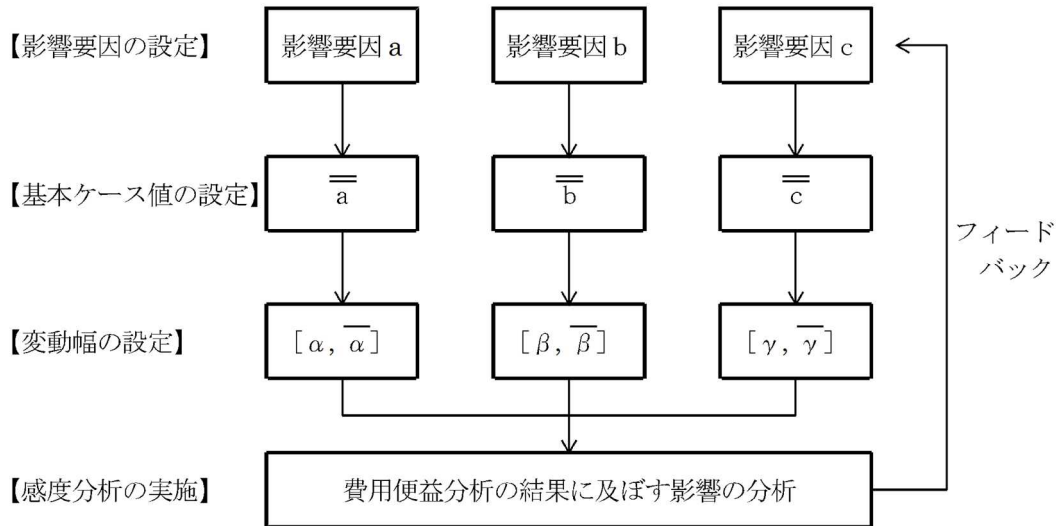 【影響要因の設定】 影響要因 a 影響要因 b 影響要因 c
【基本ケース値の設定】 a̿ b̿ c̿
フィード
バック
【変動幅の設定】 [α, α̅] [β, β̅] [γ, γ̅]
【感度分析の実施】 費用便益分析の結果に及ぼす影響の分析